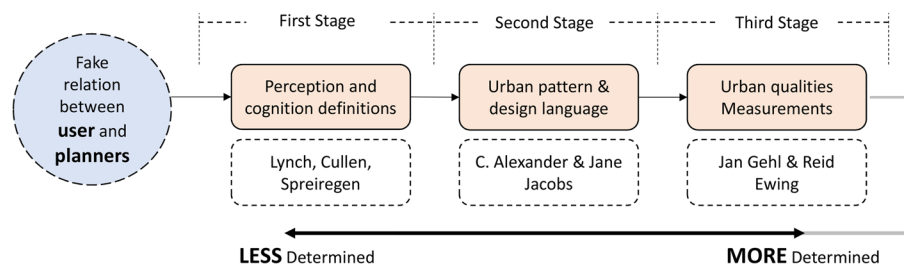 First Stage
Second Stage
Third Stage
Fake
relation
between
user and
planners
Perception and
cognition definitions
Urban pattern &
design language
Urban qualities
Measurements
Lynch, Cullen,
Spreiregen
C. Alexander & Jane
Jacobs
Jan Gehl & Reid
Ewing
LESS Determined
MORE Determined